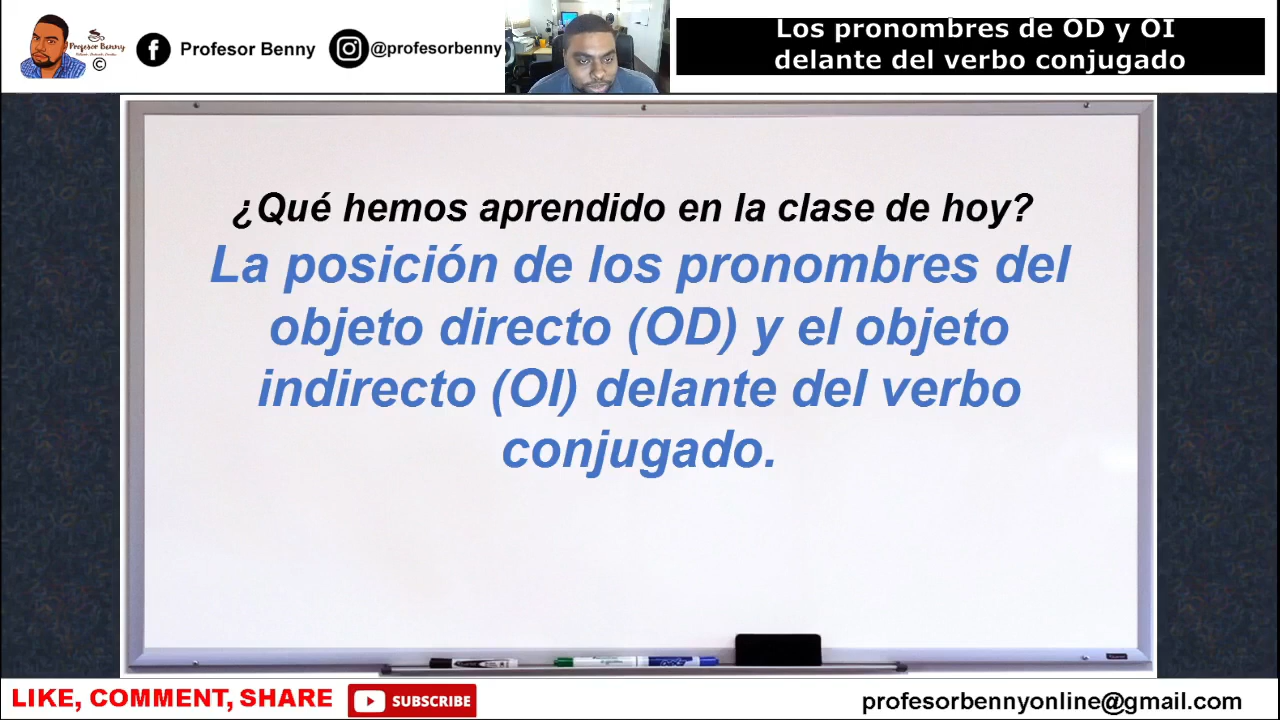 Profesor Benny
©
Profesor Benny
@profesorbenny
Los pronombres de OD y OI
delante del verbo conjugado
¿Qué hemos aprendido en la clase de hoy?
La posición de los pronombres del
objeto directo (OD) y el objeto
indirecto (OI) delante del verbo
conjugado.
LIKE, COMMENT, SHARE
SUBSCRIBE
profesorbennyonline@gmail.com